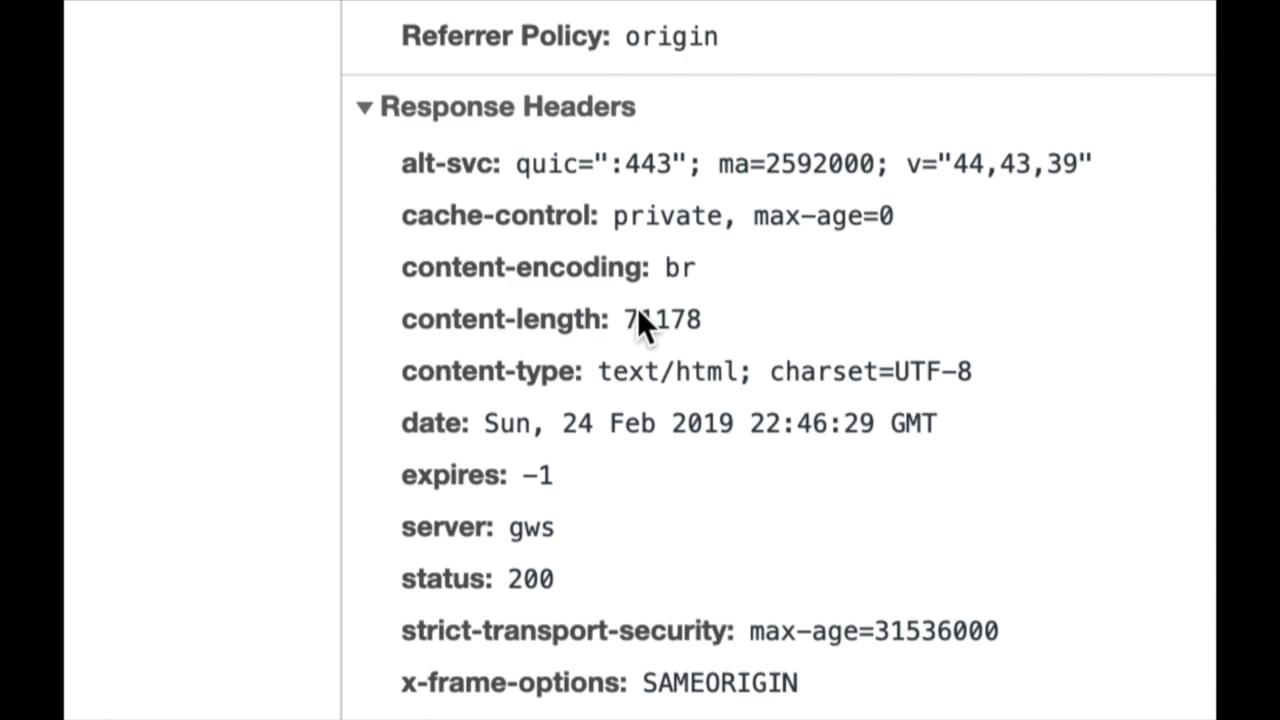 Referrer Policy: origin
Response Headers
alt-svc: quic=":443"; ma=2592000; v="44,43,39"
cache-control: private, max-age=0
content-encoding: br
content-length:
content-type: text/html; charset=UTF-8
date: Sun, 24 Feb 2019 22:46:29 GMT
expires: -1
server: gws
status: 200
strict-transport-security: max-age=31536000
x-frame-options: SAMEORIGIN